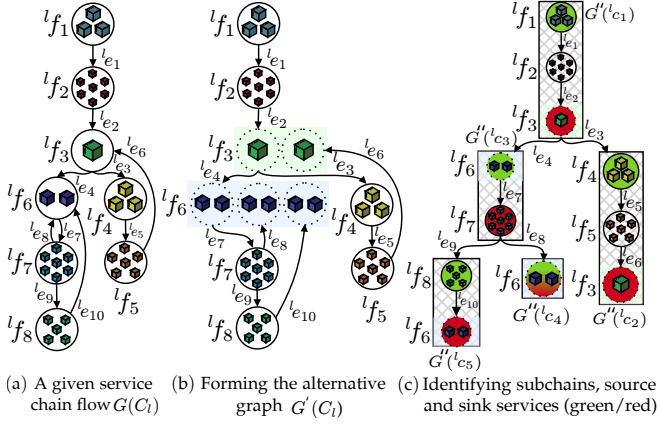 ˡf₁
ˡe₁
ˡf₂
ˡe₂
ˡf₃
ˡe₆
ˡe₃
ˡe₄
ˡf₆
ˡf₄
ˡe₈
ˡe₇
ˡe₅
ˡf₇
ˡf₅
ˡe₉
ˡe₁₀
ˡf₈
(a) A given service
chain flow G(Cₗ)
ˡf₁
ˡe₁
ˡf₂
ˡe₂
ˡf₃
ˡe₆
ˡe₄
ˡe₃
ˡf₆
ˡf₄
ˡe₇
ˡe₈
ˡe₅
ˡf₇
ˡf₅
ˡe₉
ˡe₁₀
ˡf₈
(b) Forming the alternative
graph G′(Cₗ)
G″(ˡc₁)
ˡf₁
ˡe₁
ˡf₂
ˡe₂
ˡf₃
ˡe₃
G″(ˡc₃)
ˡe₄
ˡf₆
ˡf₄
ˡe₇
ˡe₅
ˡf₇
ˡf₅
ˡe₉
ˡe₈
ˡe₆
ˡf₈
ˡf₆
ˡf₃
ˡe₁₀
G″(ˡc₄)
G″(ˡc₂)
ˡf₆
G″(ˡc₅)
(c) Identifying subchains, source
and sink services (green/red)